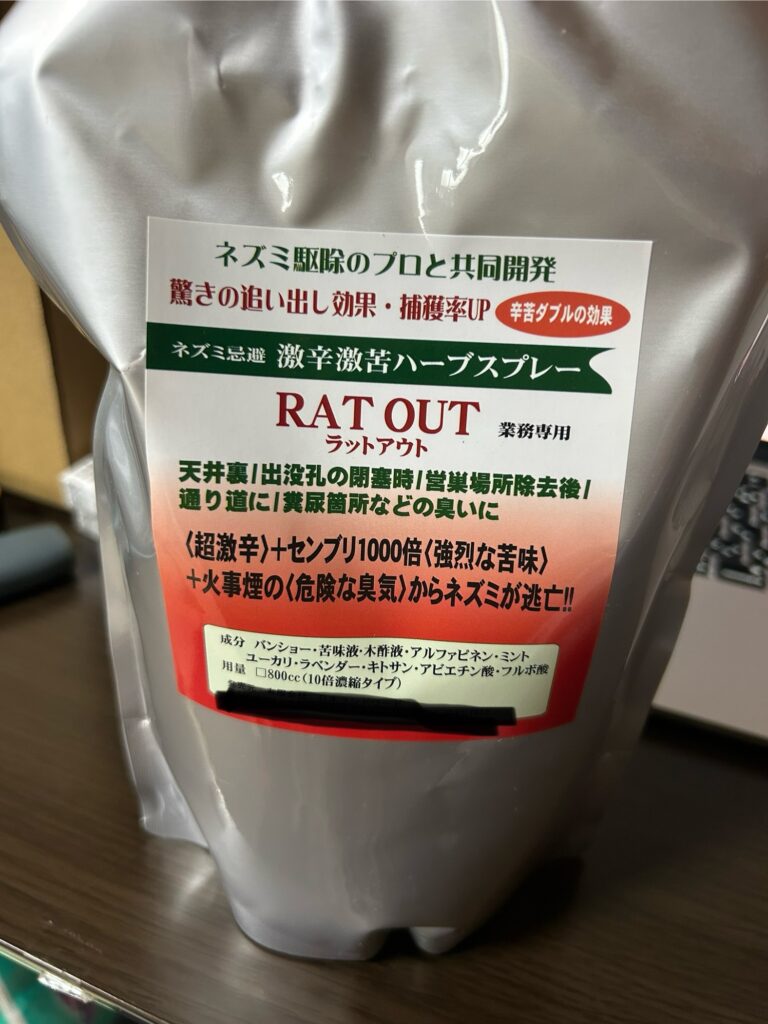 ネズミ駆除のプロと共同開発
驚きの追い出し効果・捕獲率UP 辛苦ダブルの効果
ネズミ忌避 激辛激苦ハーブスプレー
RAT OUT 業務専用
ラットアウト
天井裏/出没孔の閉塞時/営巣場所除去後/
通り道に/糞尿箇所などの臭いに
〈超激辛〉+センブリ1000倍〈強烈な苦味〉
+火事煙の〈危険な臭気〉からネズミが逃亡!!
成分 バンショー・苦味液・木酢液・アルファピネン・ミント
ユーカリ・ラベンダー・キトサン・アビエチン酸・フルボ酸
用量 □800cc(10倍濃縮タイプ)